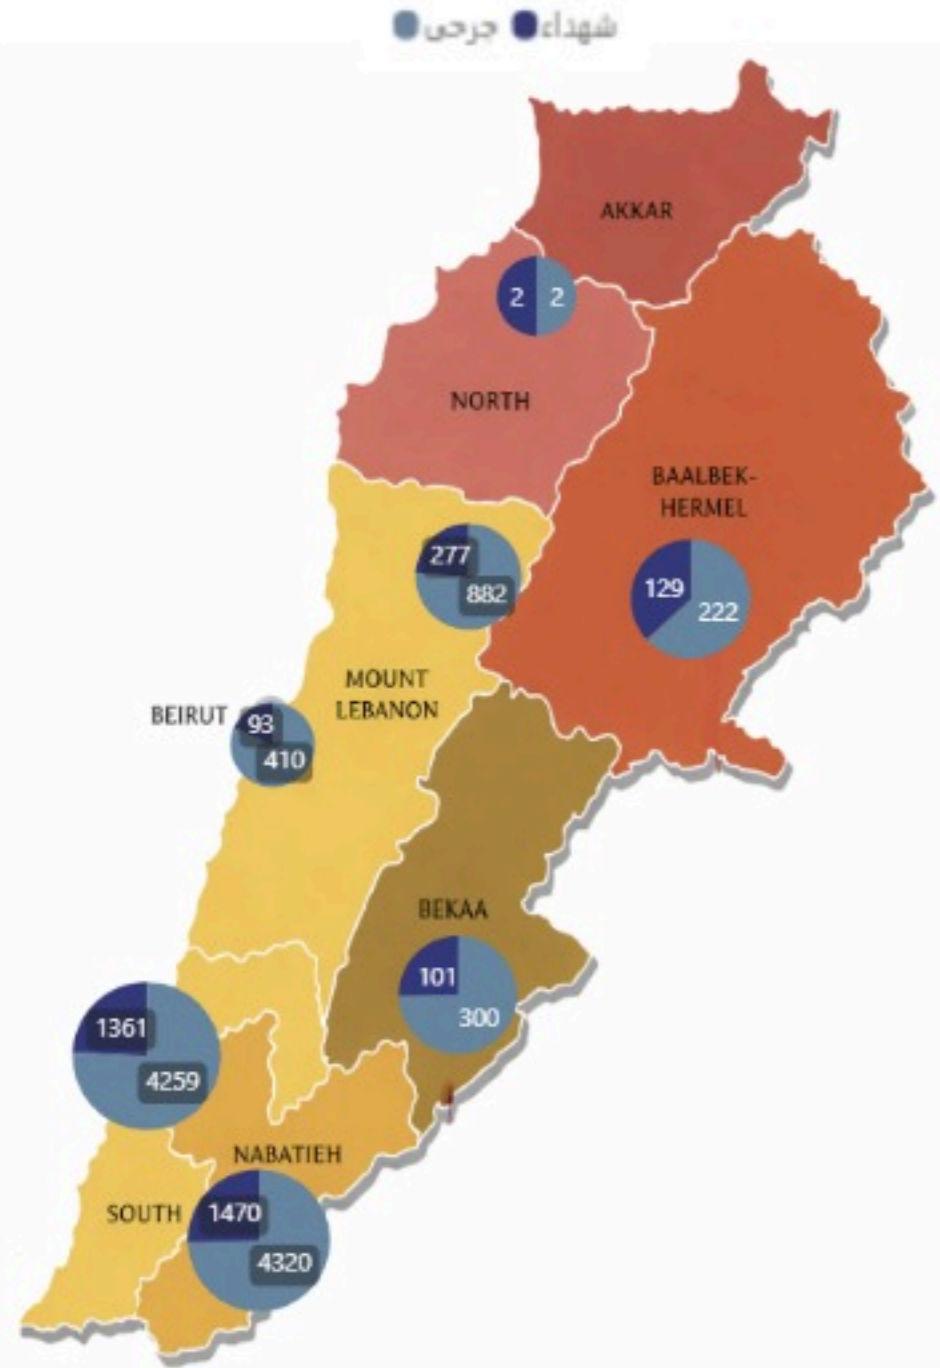 شهداء جرحى
AKKAR
2 2
NORTH
BAALBEK-
HERMEL
277
882
129
222
MOUNT
LEBANON
BEIRUT
93
410
BEKAA
101
300
1361
4259
NABATIEH
SOUTH
1470
4320